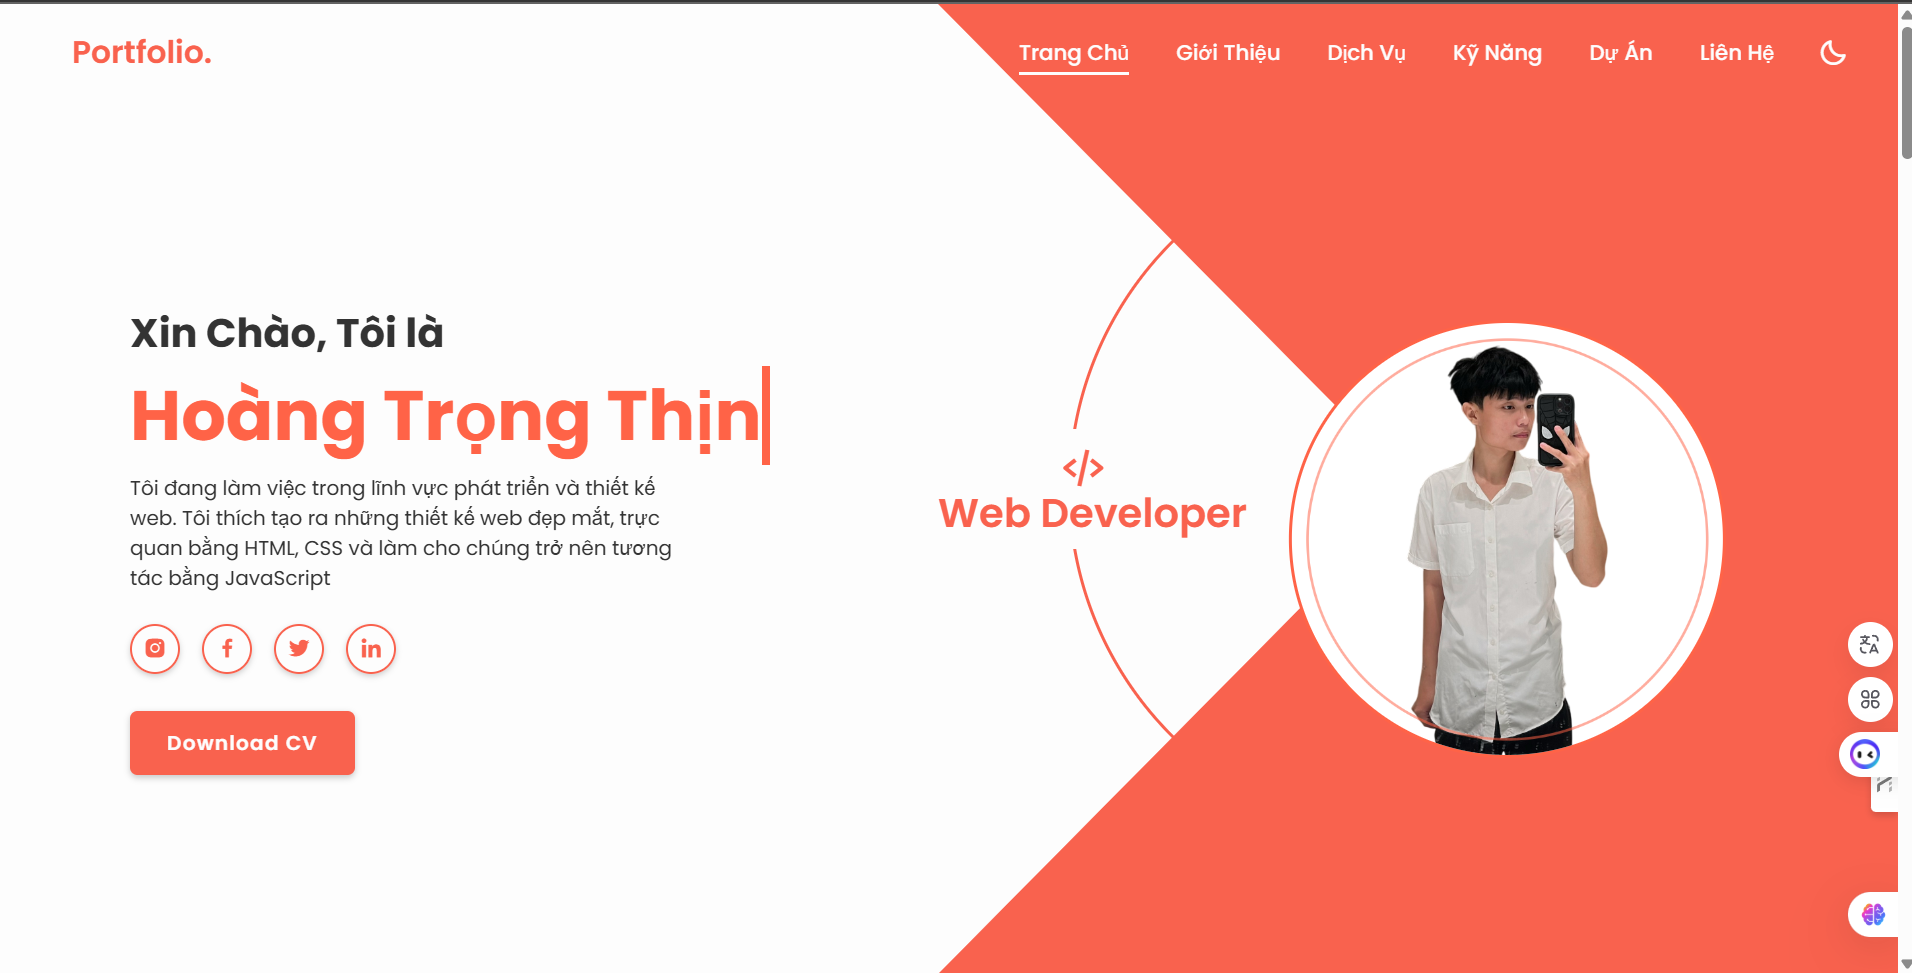 Portfolio.
Trang Chủ Giới Thiệu Dịch Vụ Kỹ Năng Dự Án Liên Hệ
Xin Chào, Tôi là
Hoàng Trọng Thịn
Tôi đang làm việc trong lĩnh vực phát triển và thiết kế
web. Tôi thích tạo ra những thiết kế web đẹp mắt, trực
quan bằng HTML, CSS và làm cho chúng trở nên tương
tác bằng JavaScript
Download CV
</>
Web Developer